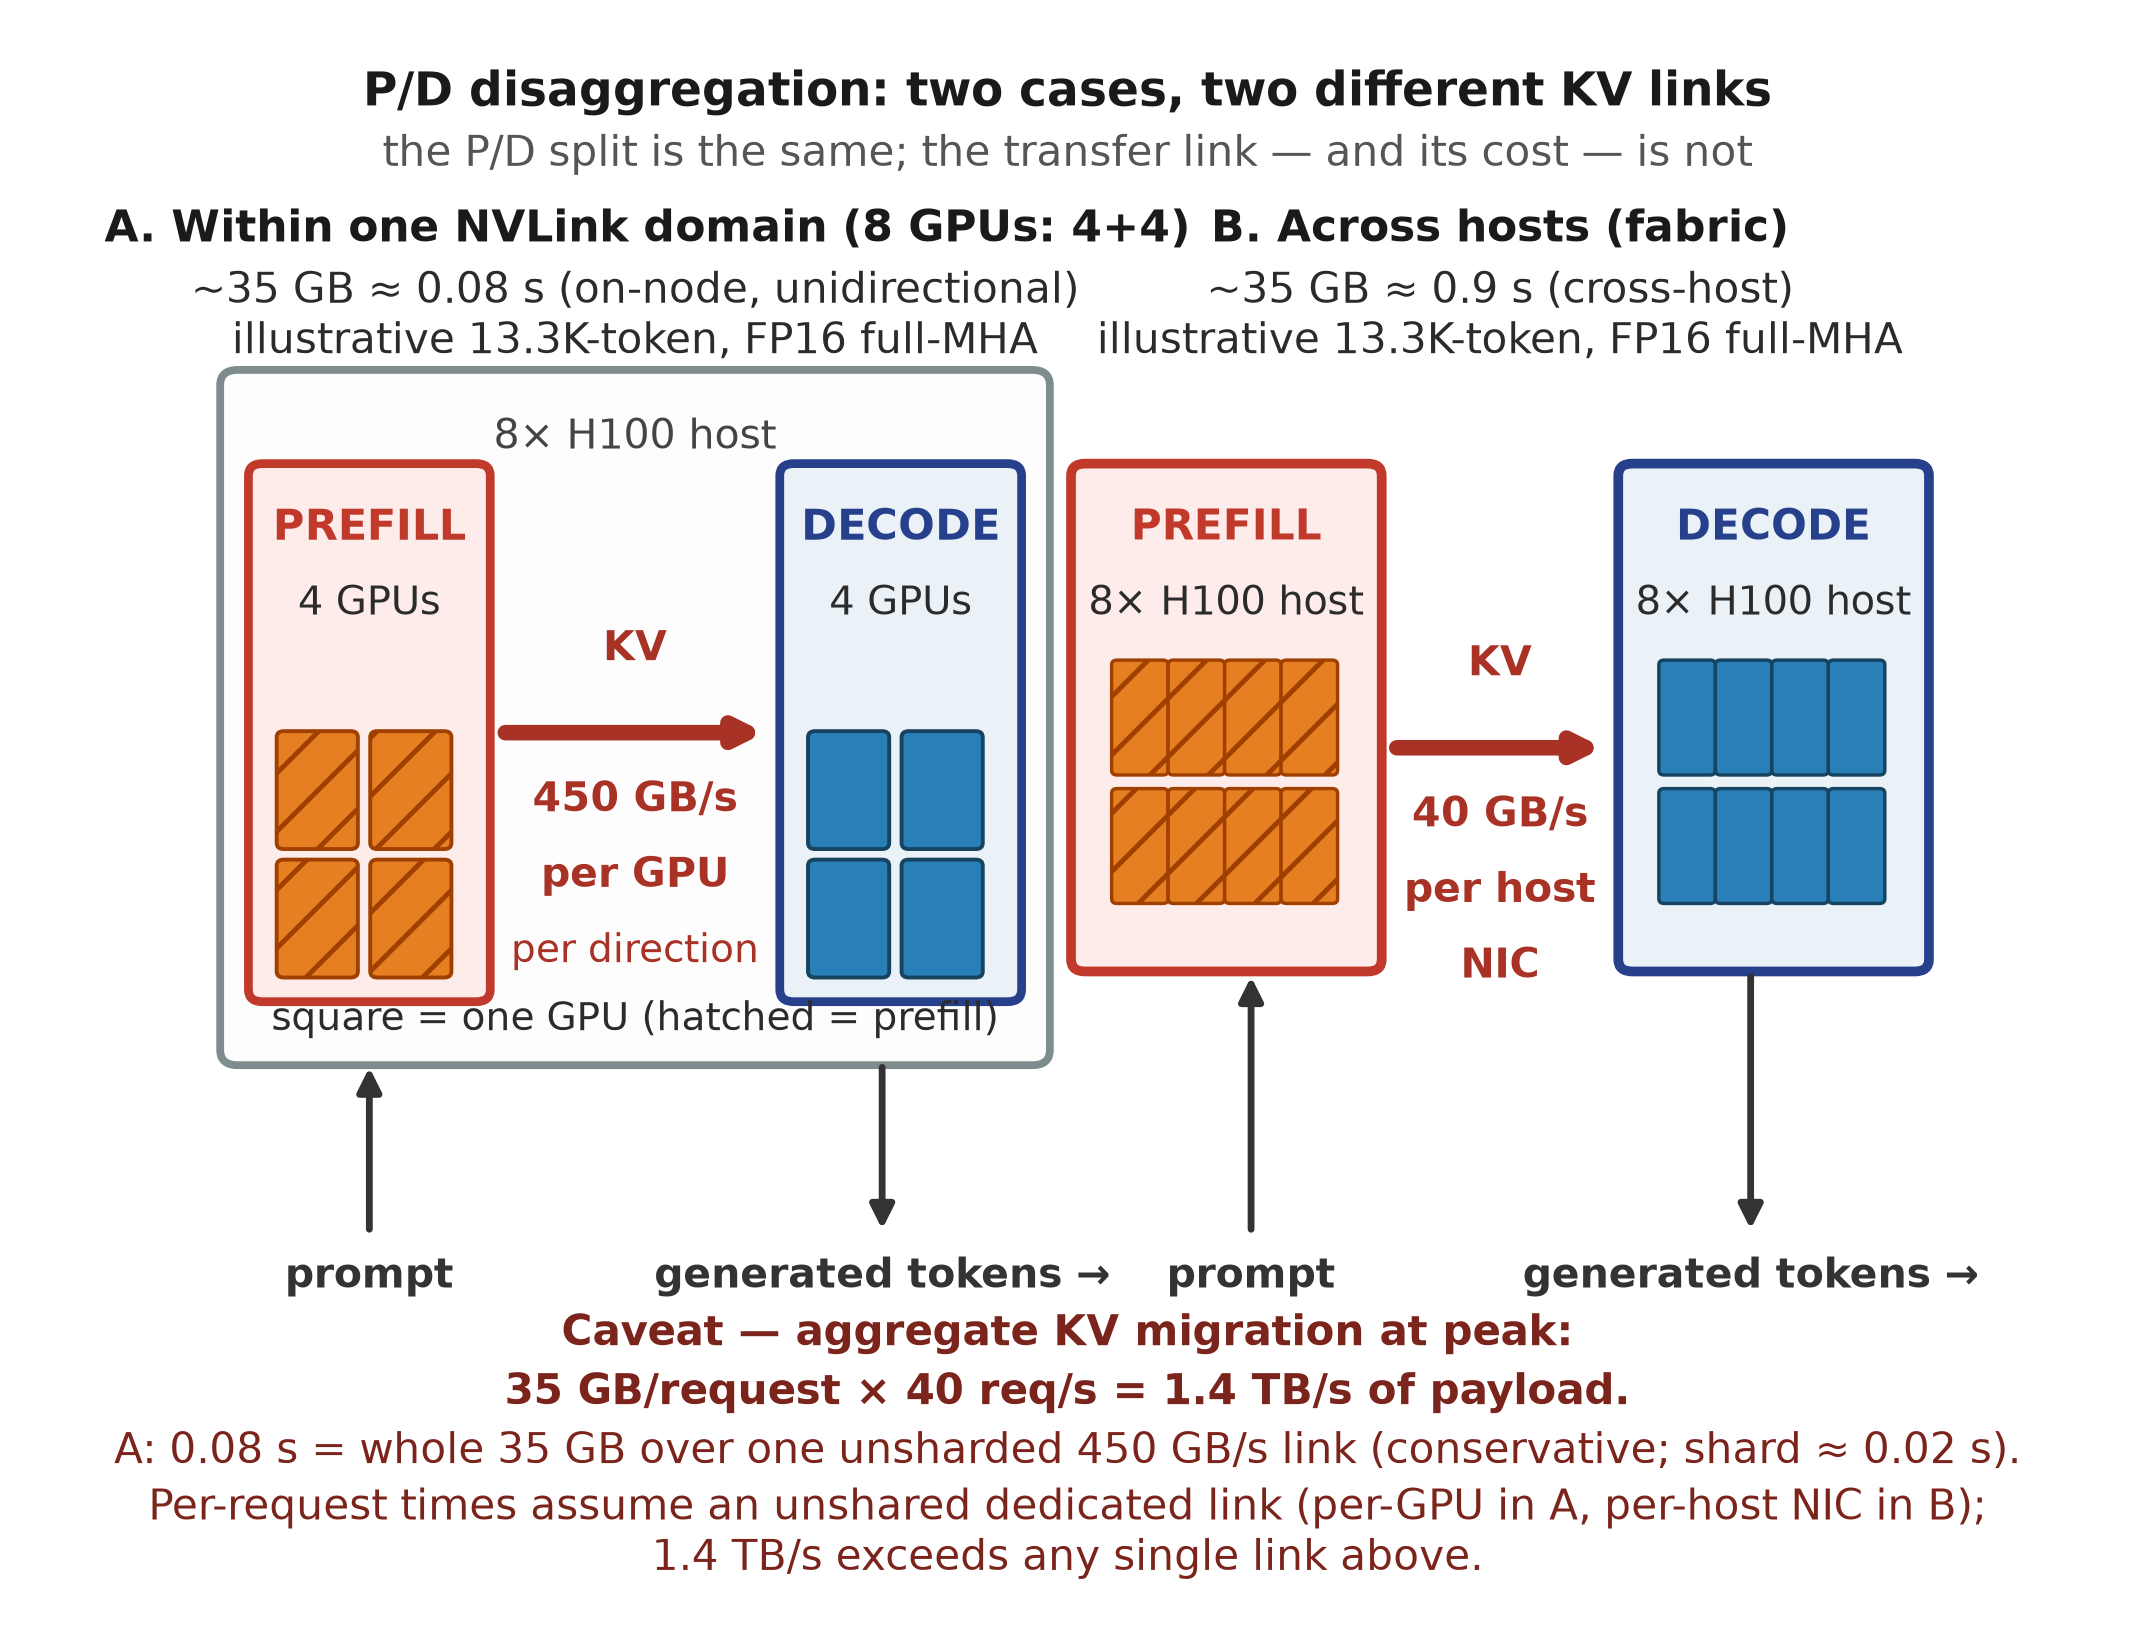 P/D disaggregation: two cases, two different KV links
the P/D split is the same; the transfer link — and its cost — is not
A. Within one NVLink domain (8 GPUs: 4+4)
~35 GB ≈ 0.08 s (on-node, unidirectional)
illustrative 13.3K-token, FP16 full-MHA
8× H100 host
PREFILL
4 GPUs
KV
450 GB/s
per GPU
per direction
DECODE
4 GPUs
square = one GPU (hatched = prefill)
prompt
generated tokens →
B. Across hosts (fabric)
~35 GB ≈ 0.9 s (cross-host)
illustrative 13.3K-token, FP16 full-MHA
PREFILL
8× H100 host
KV
40 GB/s
per host
NIC
DECODE
8× H100 host
prompt
generated tokens →
Caveat — aggregate KV migration at peak:
35 GB/request × 40 req/s = 1.4 TB/s of payload.
A: 0.08 s = whole 35 GB over one unsharded 450 GB/s link (conservative; shard ≈ 0.02 s).
Per-request times assume an unshared dedicated link (per-GPU in A, per-host NIC in B);
1.4 TB/s exceeds any single link above.